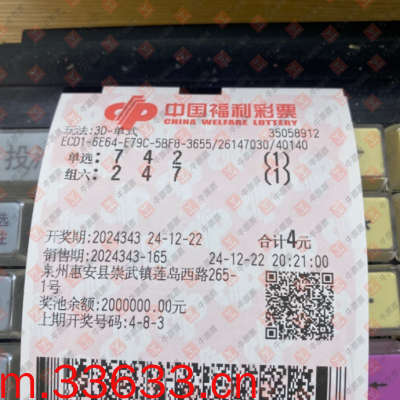 中国福利彩票
CHINA WELFARE LOTTERY
玩法:3D-单式 35058912
ECD1-6E64-E79C-5BF8-3655/26147030/40140
单选: 7 4 2 (1)
组六: 2 4 7 (1)
开奖期:2024343 24-12-22 合计4元
销售期:2024343-165 24-12-22 20:21:00
泉州惠安县崇武镇莲岛西路265-
1号
奖池余额:2000000.00元
上期开奖号码:4-8-3
m.33633.cn